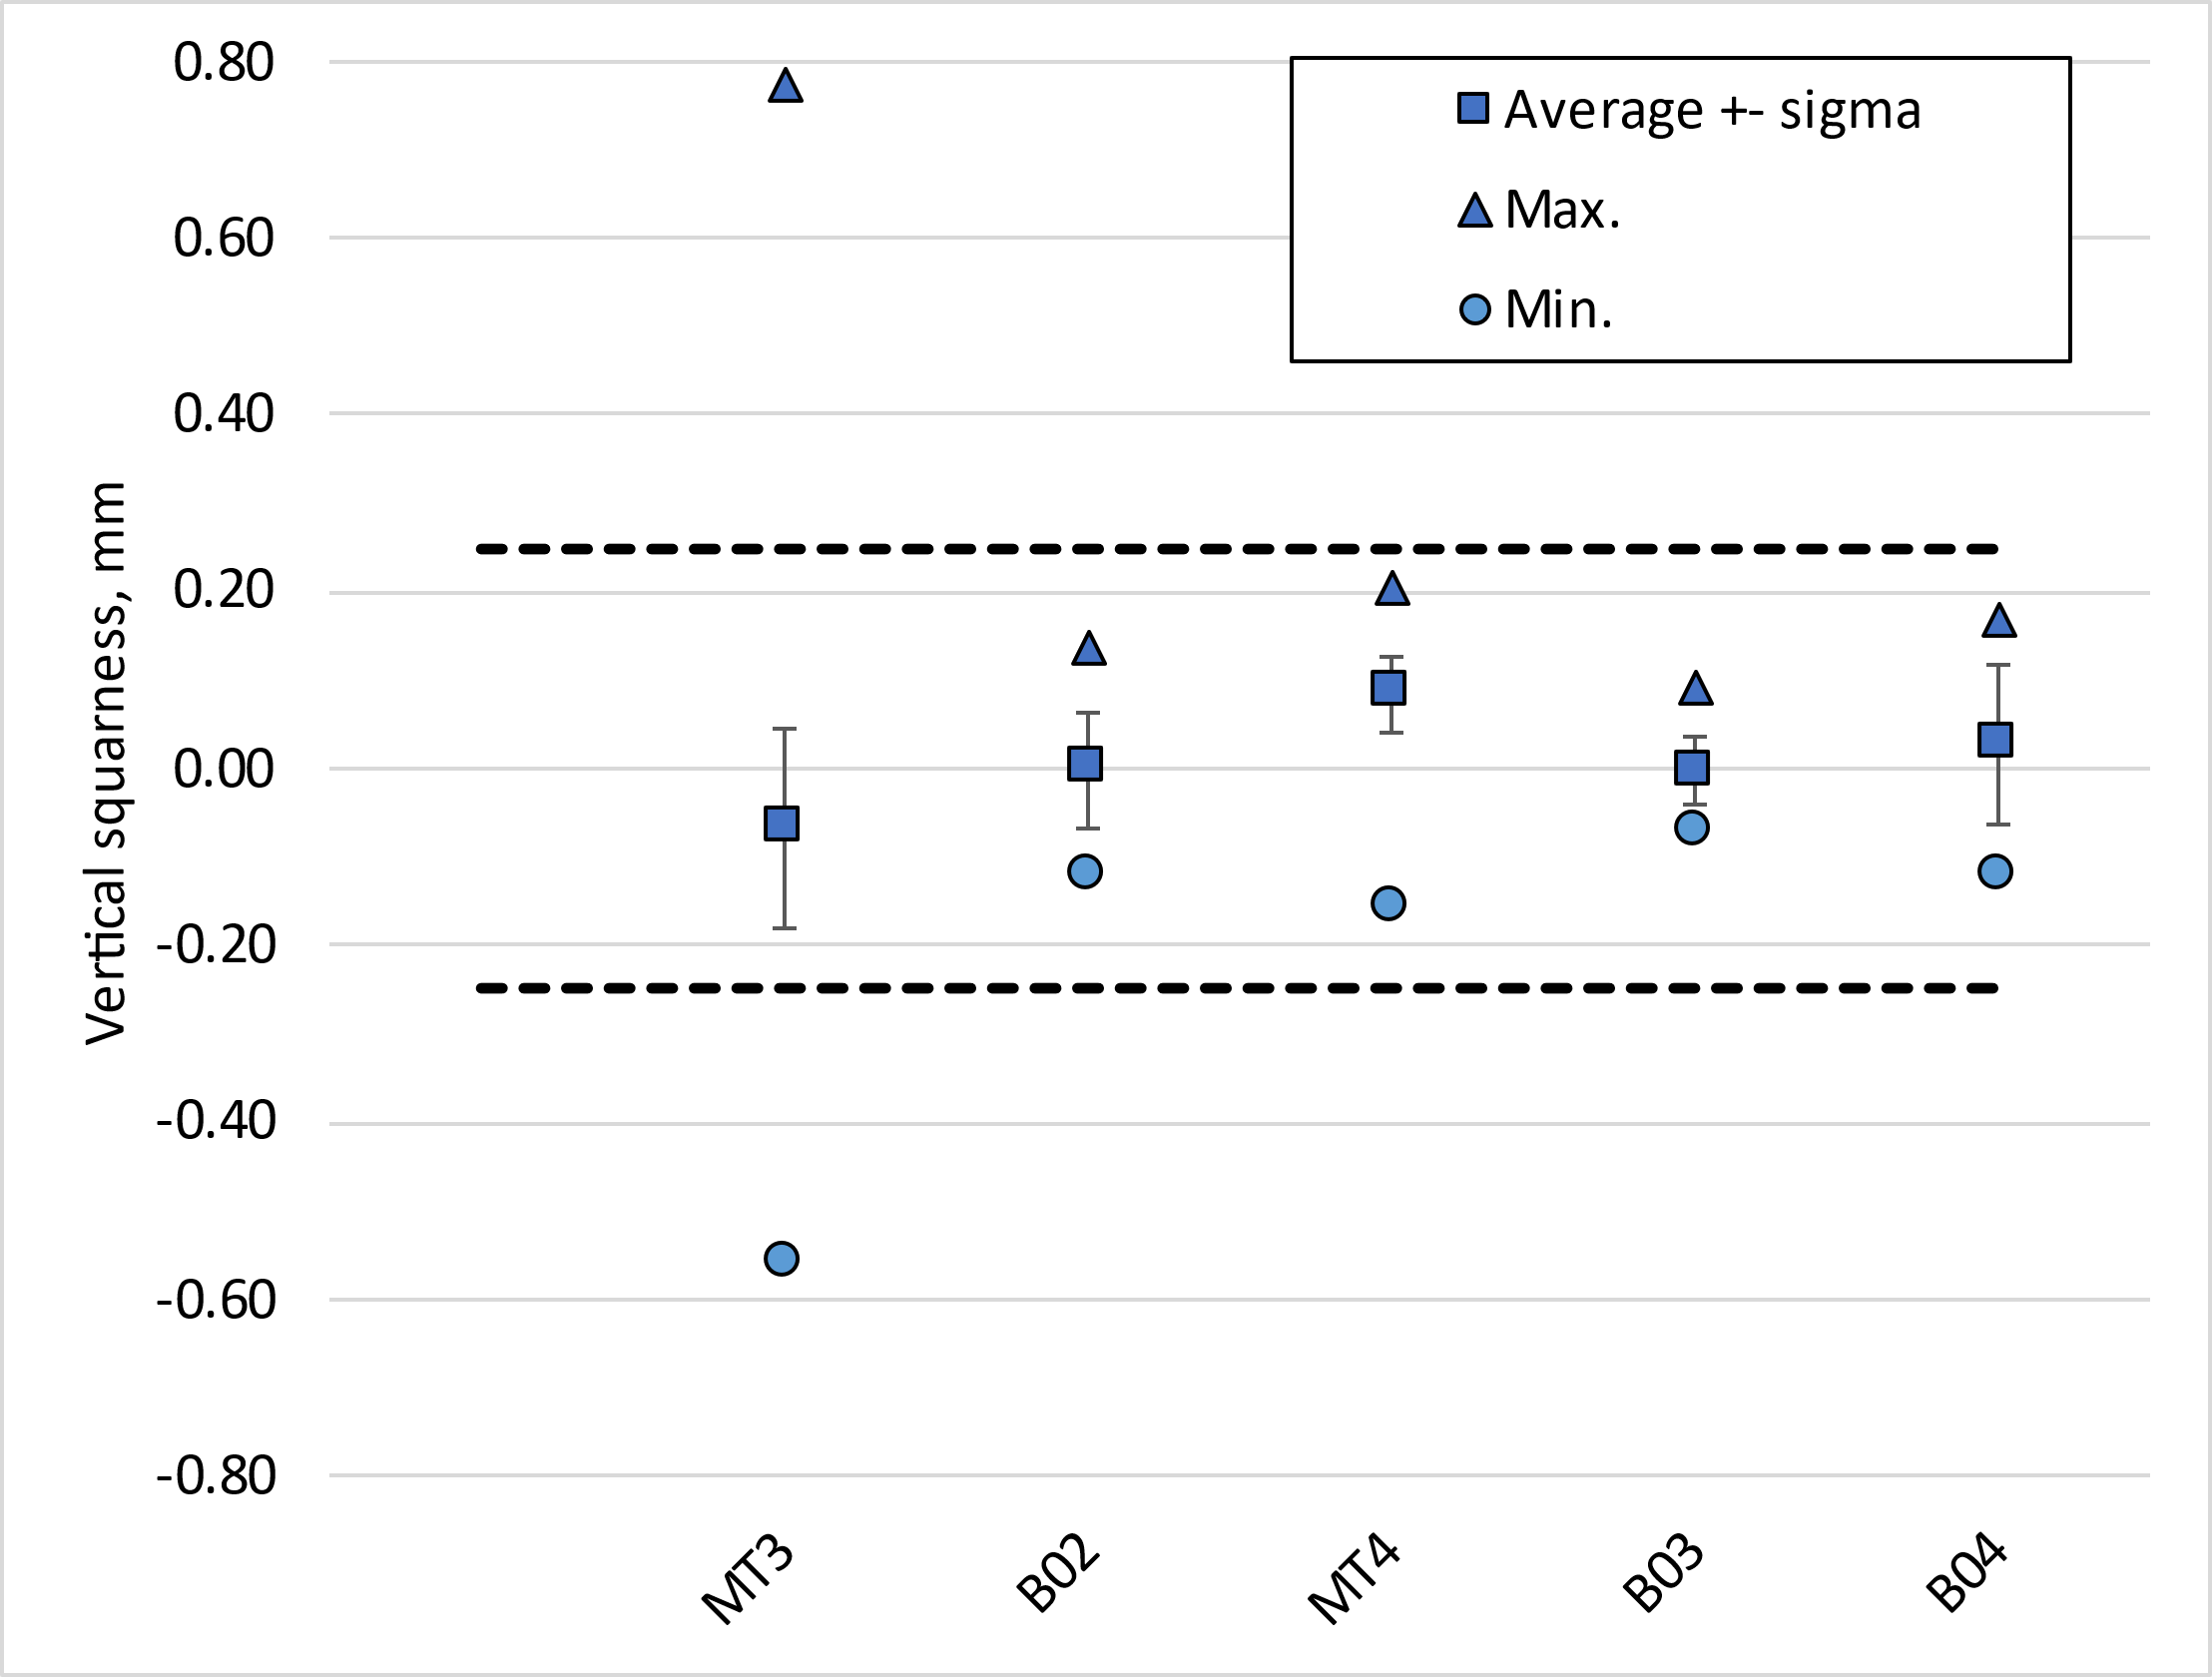 0.80
0.60
0.40
0.20
0.00
-0.20
-0.40
-0.60
-0.80
Vertical squarness, mm
Average +- sigma
Max.
Min.
MT3
B02
MT4
B03
B04